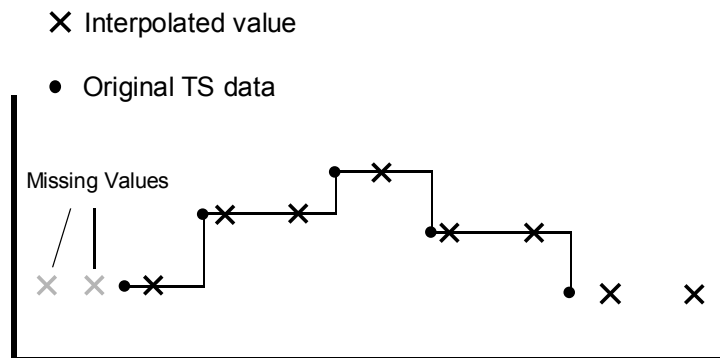 Interpolated value
Original TS data
Missing Values